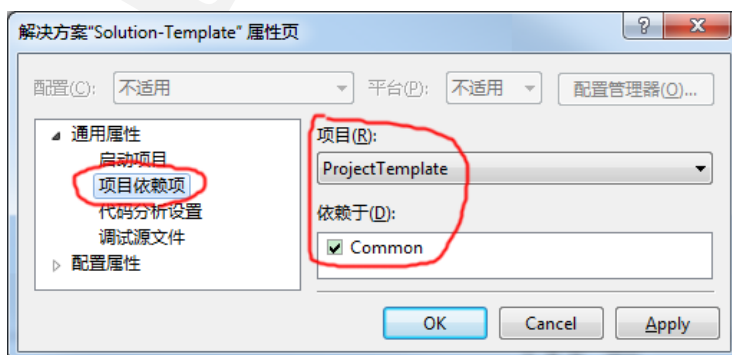 解决方案"Solution-Template" 属性页
配置(C): 不适用 平台(P): 不适用 配置管理器(O)...
通用属性
启动项目
项目依赖项
代码分析设置
调试源文件
配置属性
项目(R):
ProjectTemplate
依赖于(D):
Common
OK Cancel Apply